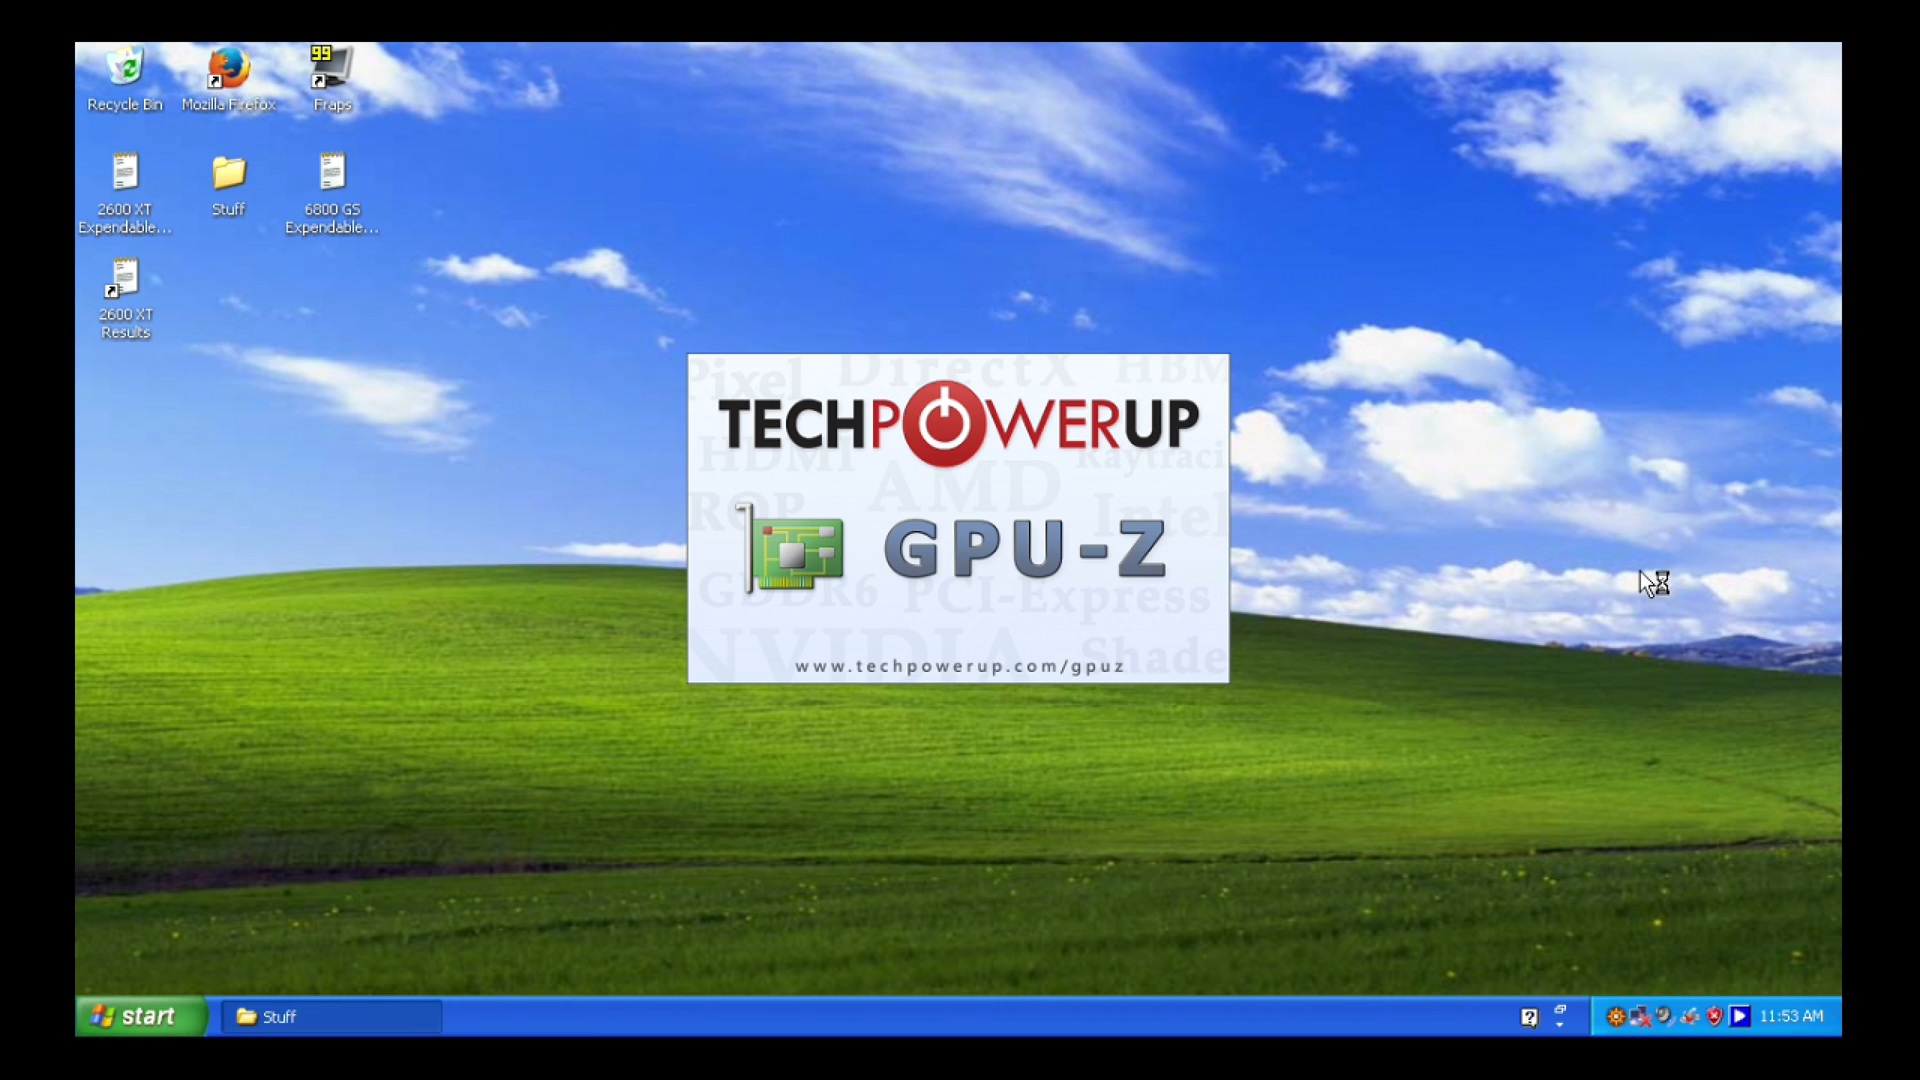 99
Recycle Bin
Mozilla Firefox
Fraps
2600 XT
Expendable...
Stuff
6800 GS
Expendable...
2600 XT
Results
Pixel DirectX HBM
TECHPOWERUP
HDMI AMD Raytraci
ROP Intel
GPU-Z
GDDR6 PCI-Express
NVIDIA Shade
www.techpowerup.com/gpuz
start
Stuff
?
11:53 AM